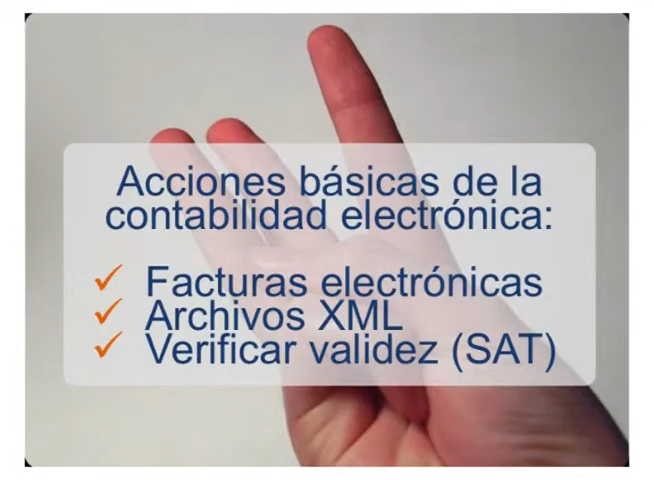 Acciones básicas de la
contabilidad electrónica:
✓ Facturas electrónicas
✓ Archivos XML
✓ Verificar validez (SAT)